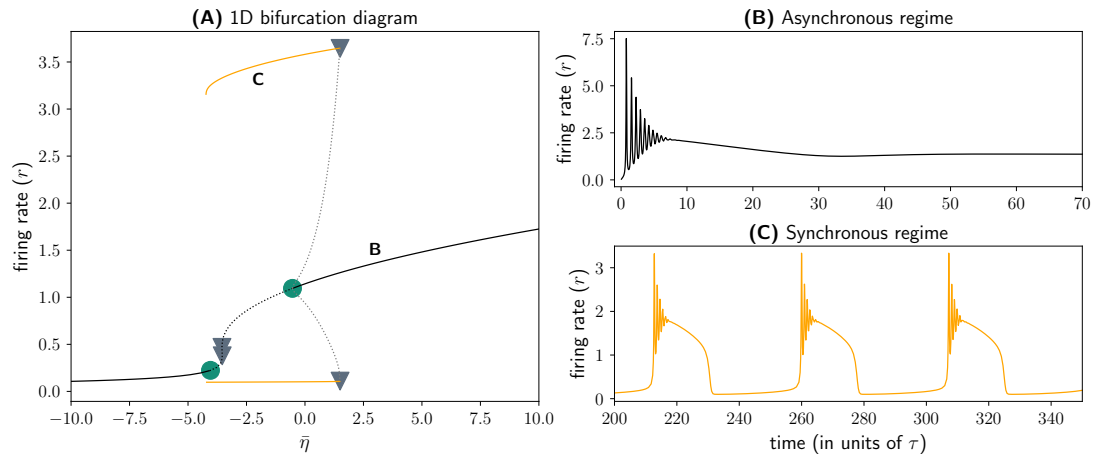 (A) 1D bifurcation diagram
firing rate (r)
3.5
3.0
2.5
2.0
1.5
1.0
0.5
0.0
C
B
−10.0 −7.5 −5.0 −2.5 0.0 2.5 5.0 7.5 10.0
η̄
(B) Asynchronous regime
firing rate (r)
7.5
5.0
2.5
0.0
0 10 20 30 40 50 60 70
(C) Synchronous regime
firing rate (r)
3
2
1
0
200 220 240 260 280 300 320 340
time (in units of τ)